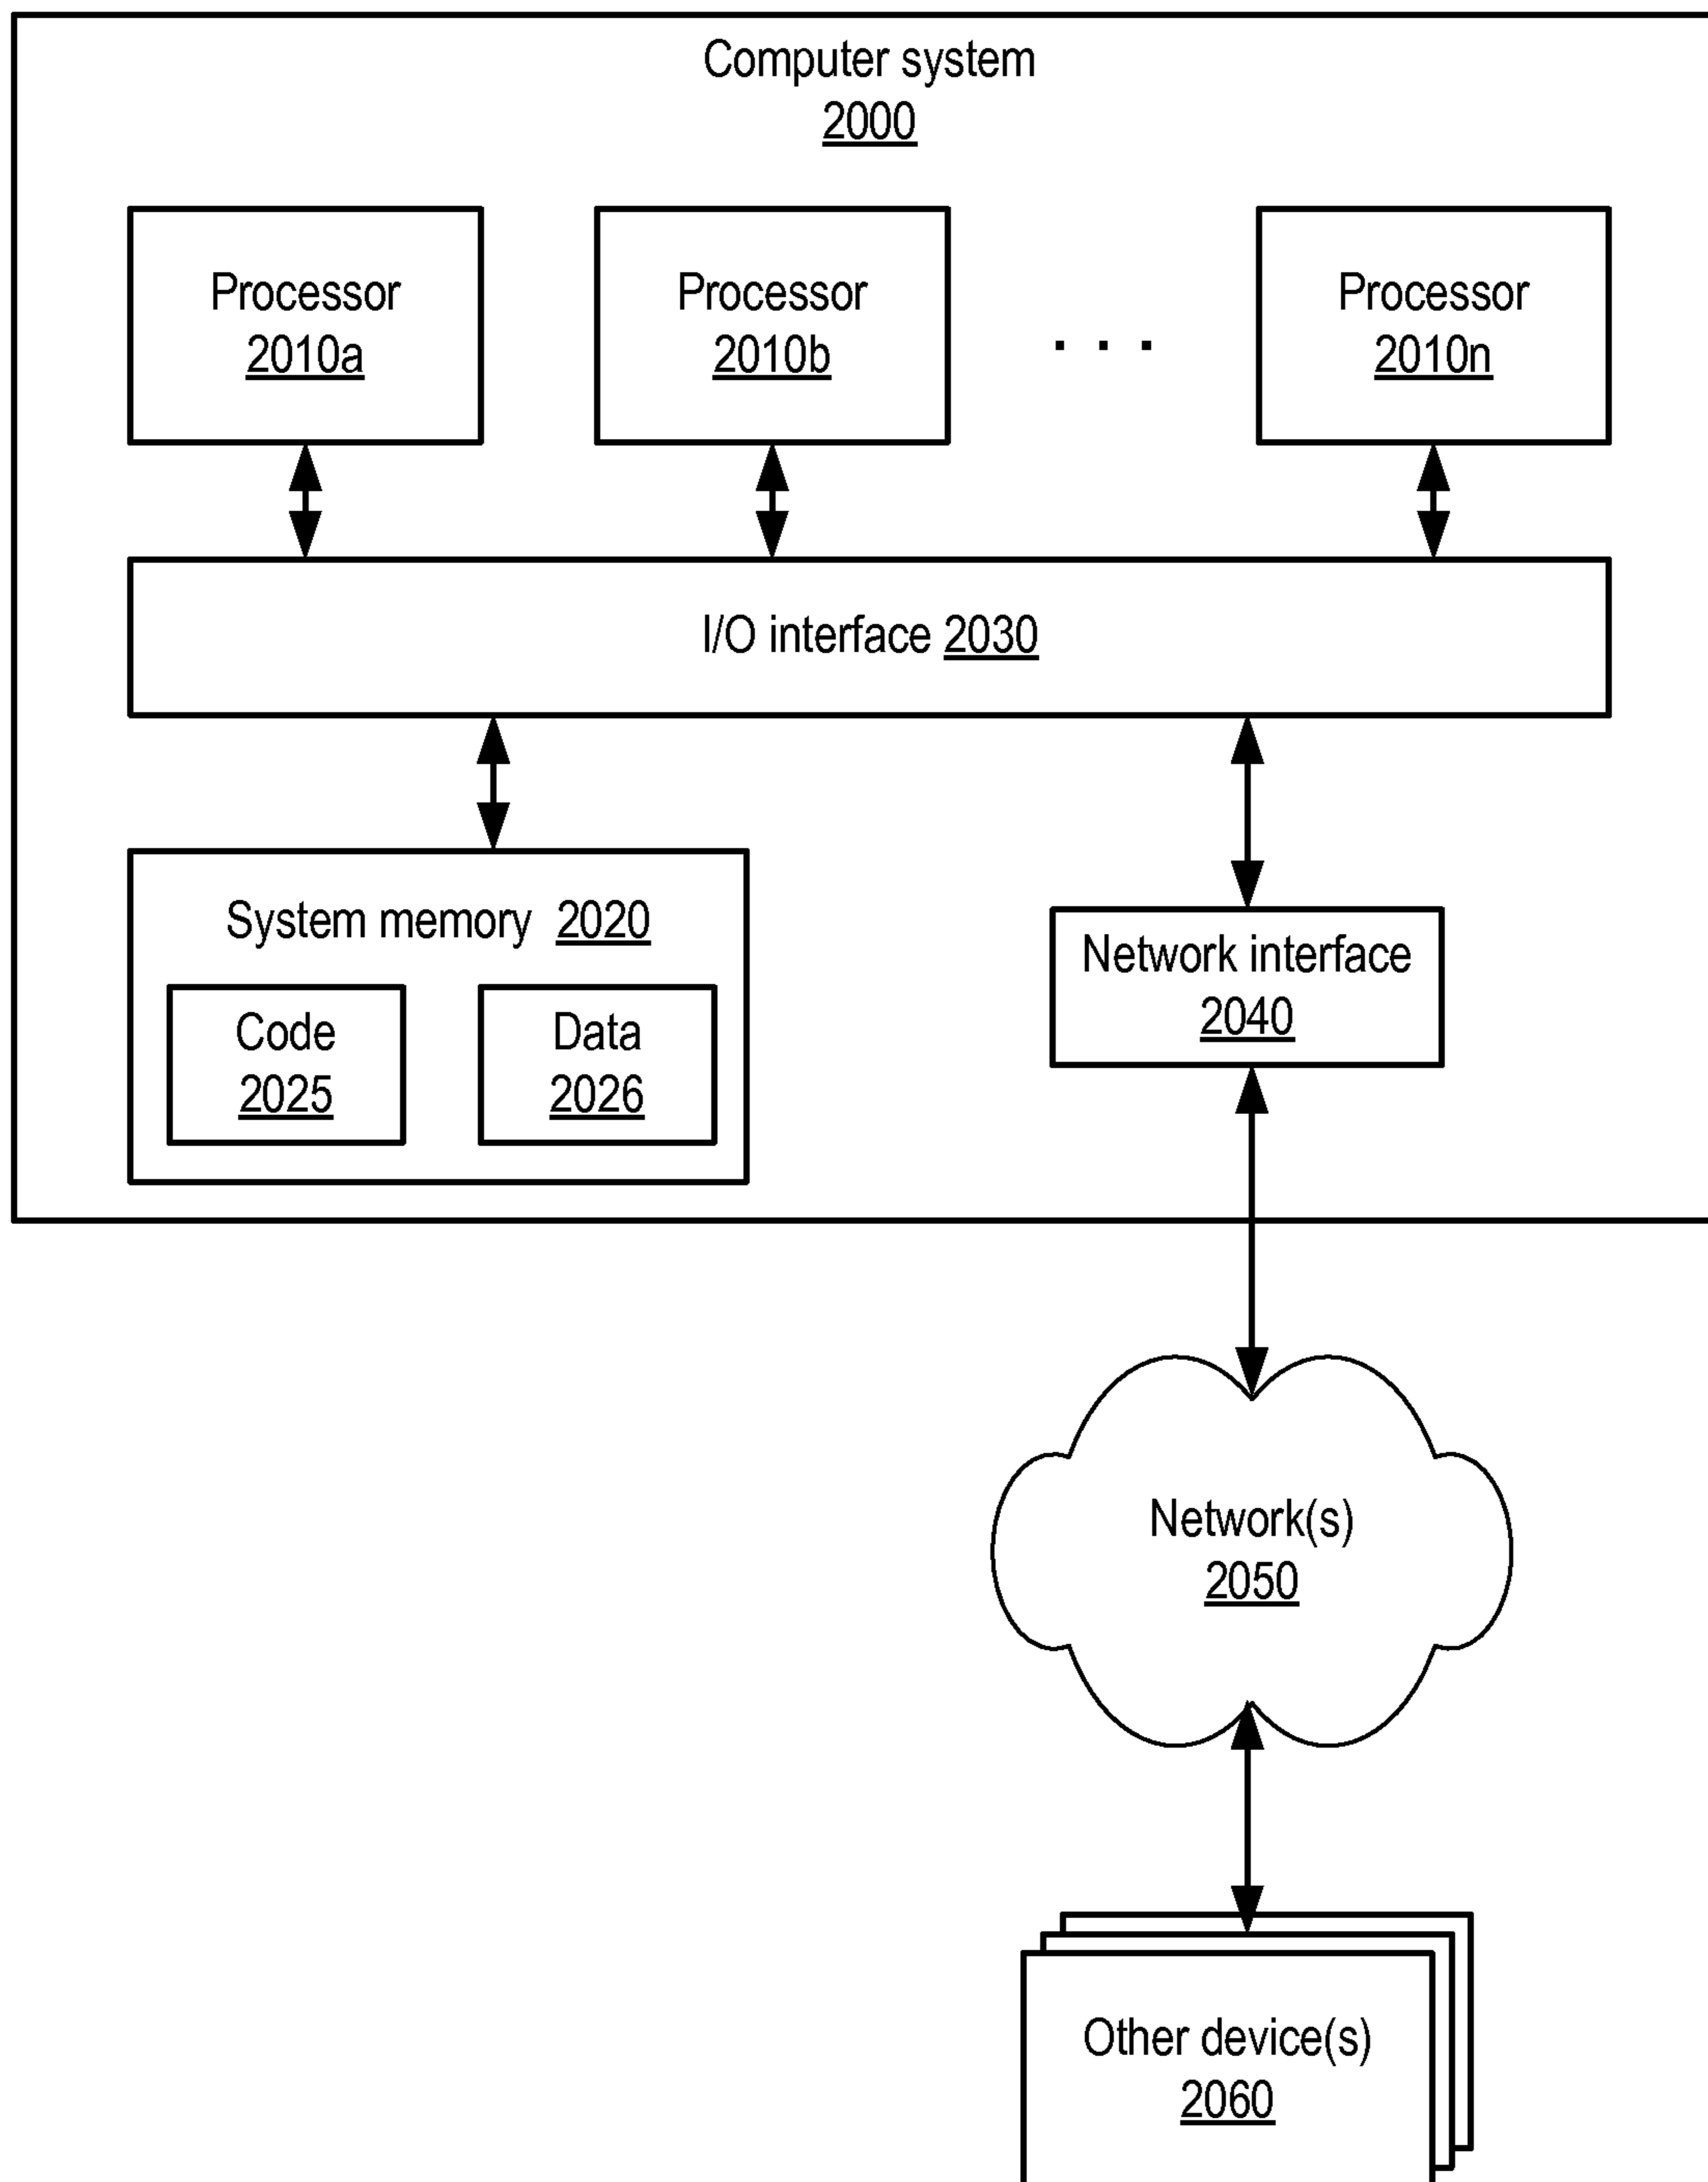 Computer system
2000
Processor
2010a
Processor
2010b
. . .
Processor
2010n
I/O interface 2030
System memory 2020
Code
2025
Data
2026
Network interface
2040
Network(s)
2050
Other device(s)
2060